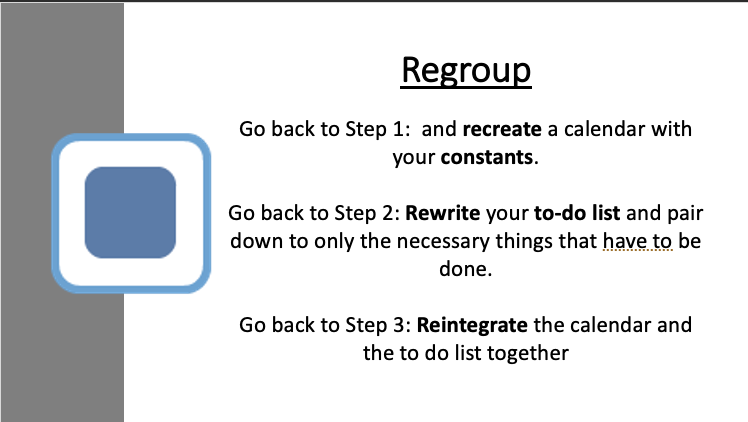 Regroup
Go back to Step 1:  and recreate a calendar with
your constants.
Go back to Step 2: Rewrite your to-do list and pair
down to only the necessary things that have to be
done.
Go back to Step 3: Reintegrate the calendar and
the to do list together